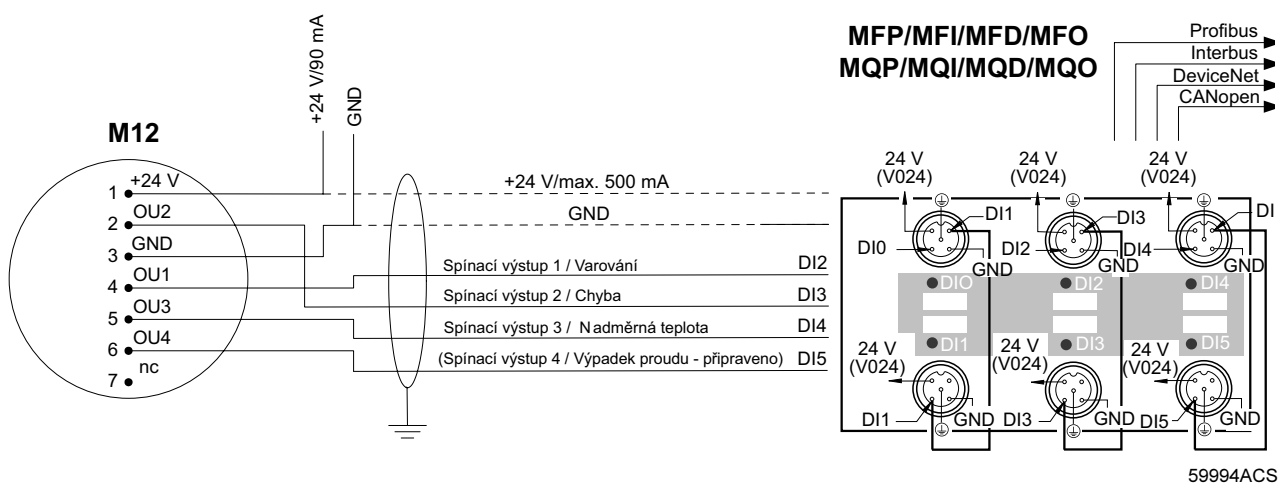 +24 V/90 mA
GND
MFP/MFI/MFD/MFO
MQP/MQI/MQD/MQO
Profibus
Interbus
DeviceNet
CANopen
M12
1 +24 V
2 OU2
3 GND
4 OU1
5 OU3
6 OU4
7 nc
+24 V/max. 500 mA
GND
Spínací výstup 1 / Varování DI2
Spínací výstup 2 / Chyba DI3
Spínací výstup 3 / Nadměrná teplota DI4
(Spínací výstup 4 / Výpadek proudu - připraveno) DI5
24 V (V024) 24 V (V024) 24 V (V024)
DI1 DI3 DI
DI0 DI2 DI4
GND GND GND
DIO DI2 DI4
DI1 DI3 DI5
24 V (V024) 24 V (V024) 24 V (V024)
DI1 GND DI3 GND DI5 GND
59994ACS